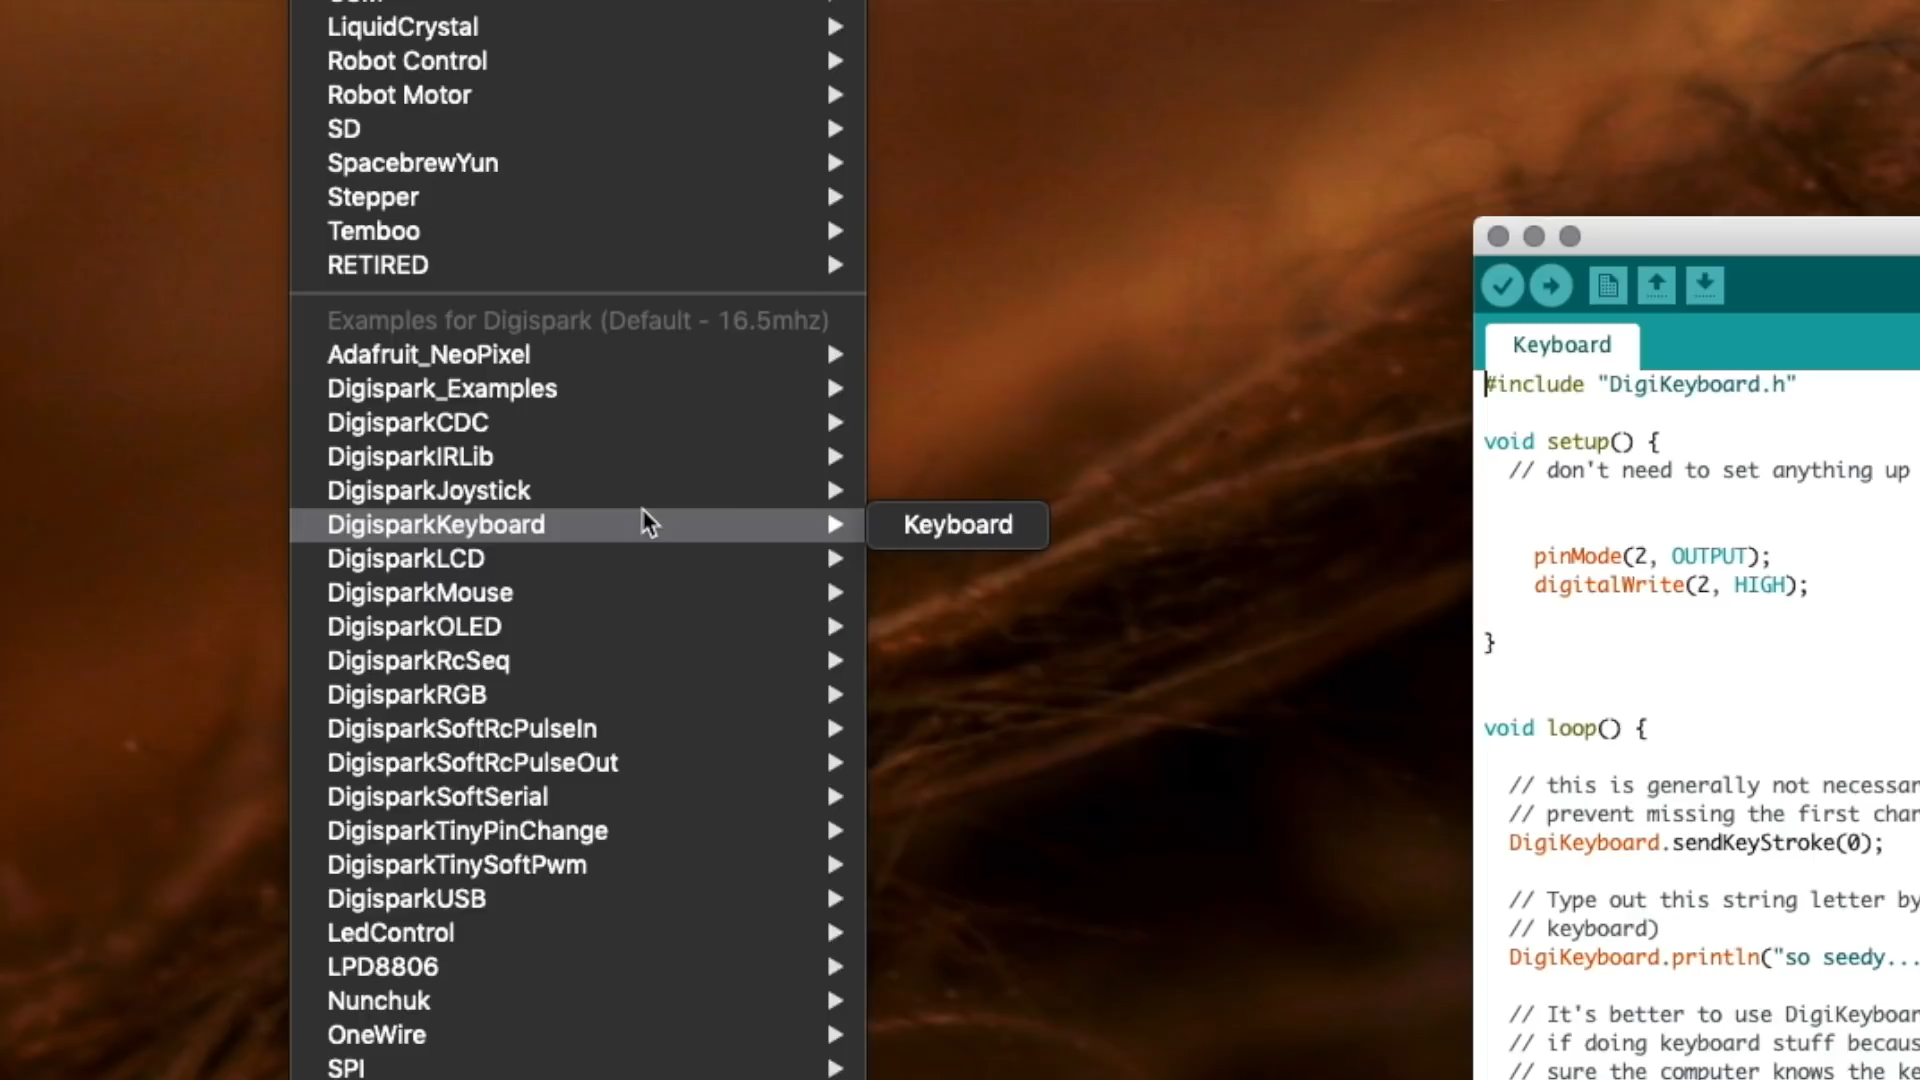 LiquidCrystal
Robot Control
Robot Motor
SD
SpacebrewYun
Stepper
Temboo
RETIRED
Examples for Digispark (Default - 16.5mhz)
Adafruit_NeoPixel
Digispark_Examples
DigisparkCDC
DigisparkIRLib
DigisparkJoystick
DigisparkKeyboard
DigisparkLCD
DigisparkMouse
DigisparkOLED
DigisparkRcSeq
DigisparkRGB
DigisparkSoftRcPulseIn
DigisparkSoftRcPulseOut
DigisparkSoftSerial
DigisparkTinyPinChange
DigisparkTinySoftPwm
DigisparkUSB
LedControl
LPD8806
Nunchuk
OneWire
SPI
Keyboard
Keyboard
#include "DigiKeyboard.h"
void setup() {
// don't need to set anything up
pinMode(2, OUTPUT);
digitalWrite(2, HIGH);
}
void loop() {
// this is generally not necessar
// prevent missing the first char
DigiKeyboard.sendKeyStroke(0);
// Type out this string letter by
// keyboard)
DigiKeyboard.println("so seedy...
// It's better to use DigiKeyboar
// if doing keyboard stuff becaus
// sure the computer knows the ke